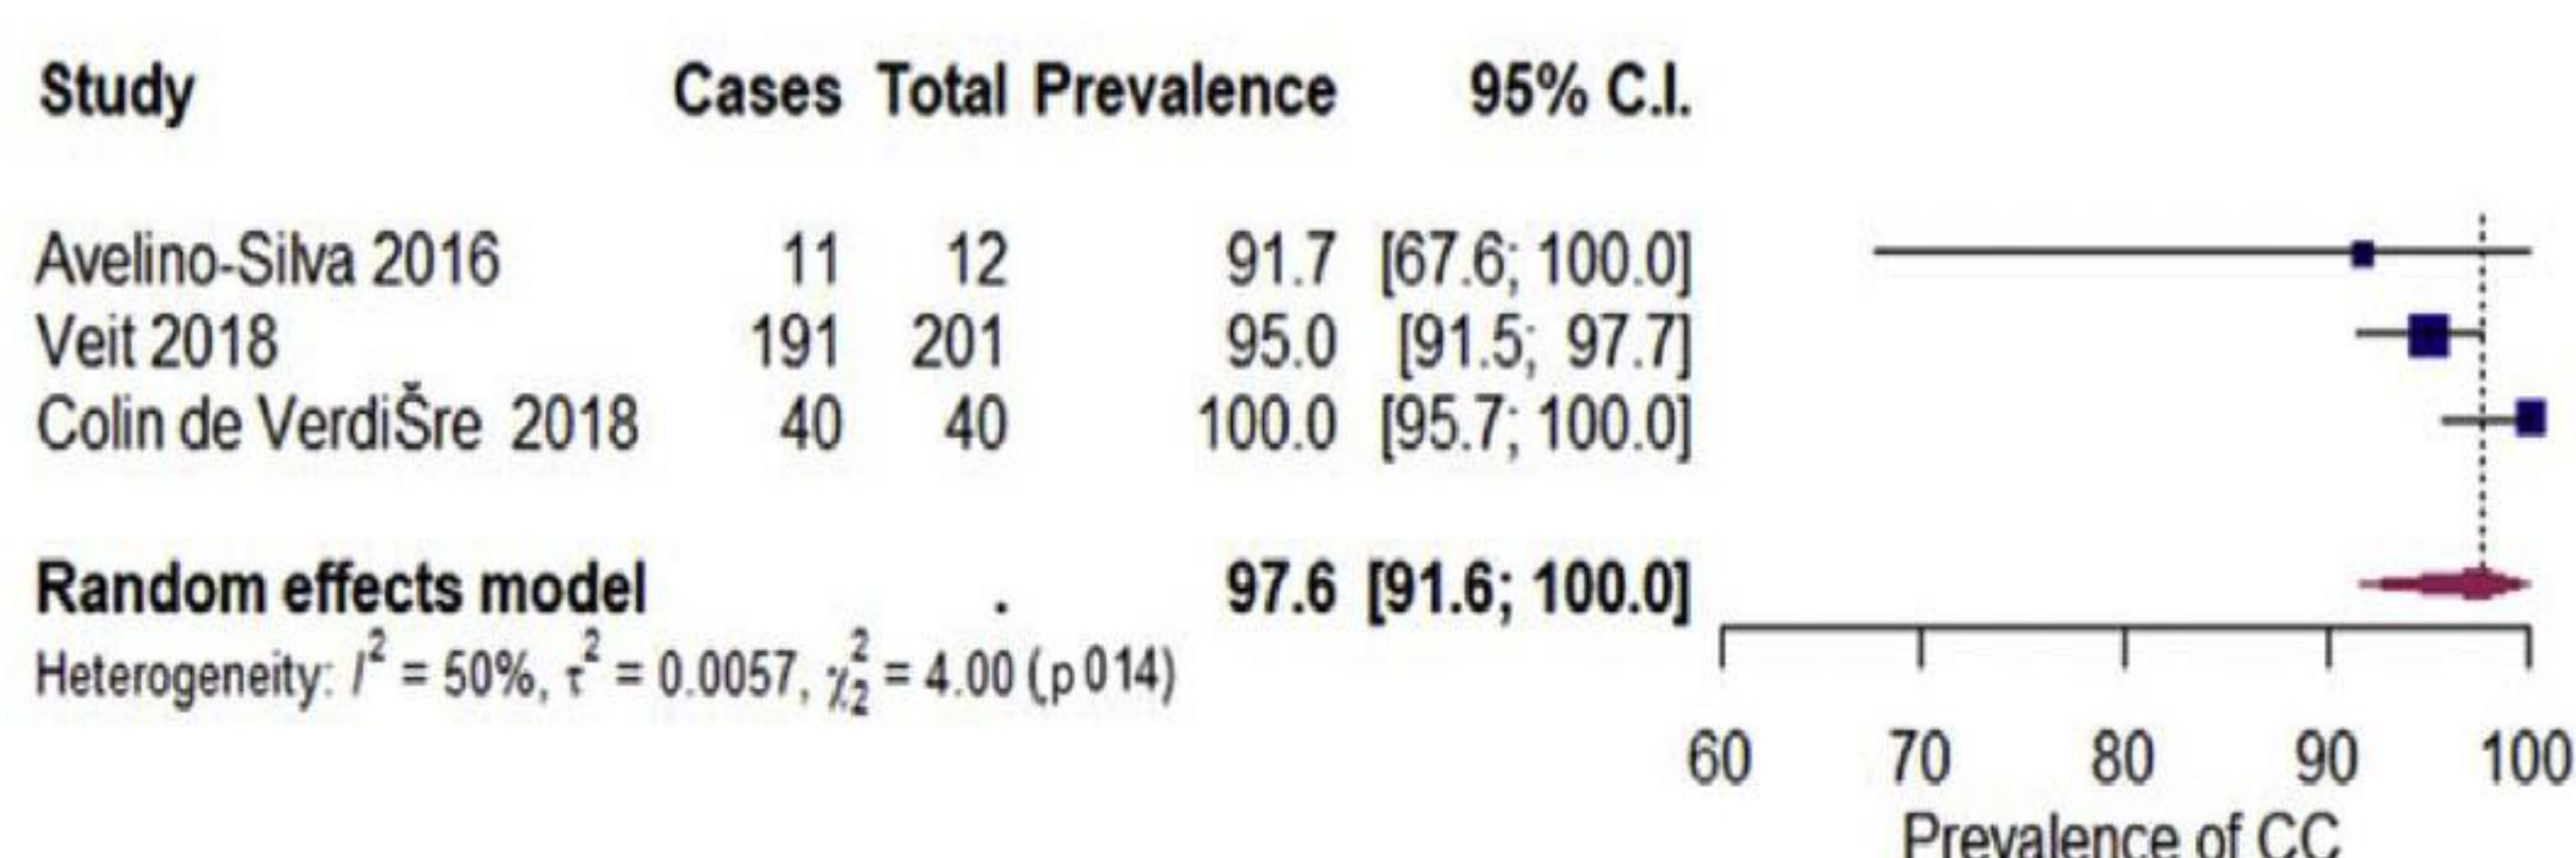 Study Cases Total Prevalence 95% C.I.
Avelino-Silva 2016 11 12 91.7 [67.6; 100.0]
Veit 2018 191 201 95.0 [91.5; 97.7]
Colin de VerdiŠre 2018 40 40 100.0 [95.7; 100.0]
Random effects model . 97.6 [91.6; 100.0]
Heterogeneity: I² = 50%, τ² = 0.0057, χ²₂ = 4.00 (p 014)
60 70 80 90 100
Prevalence of CC